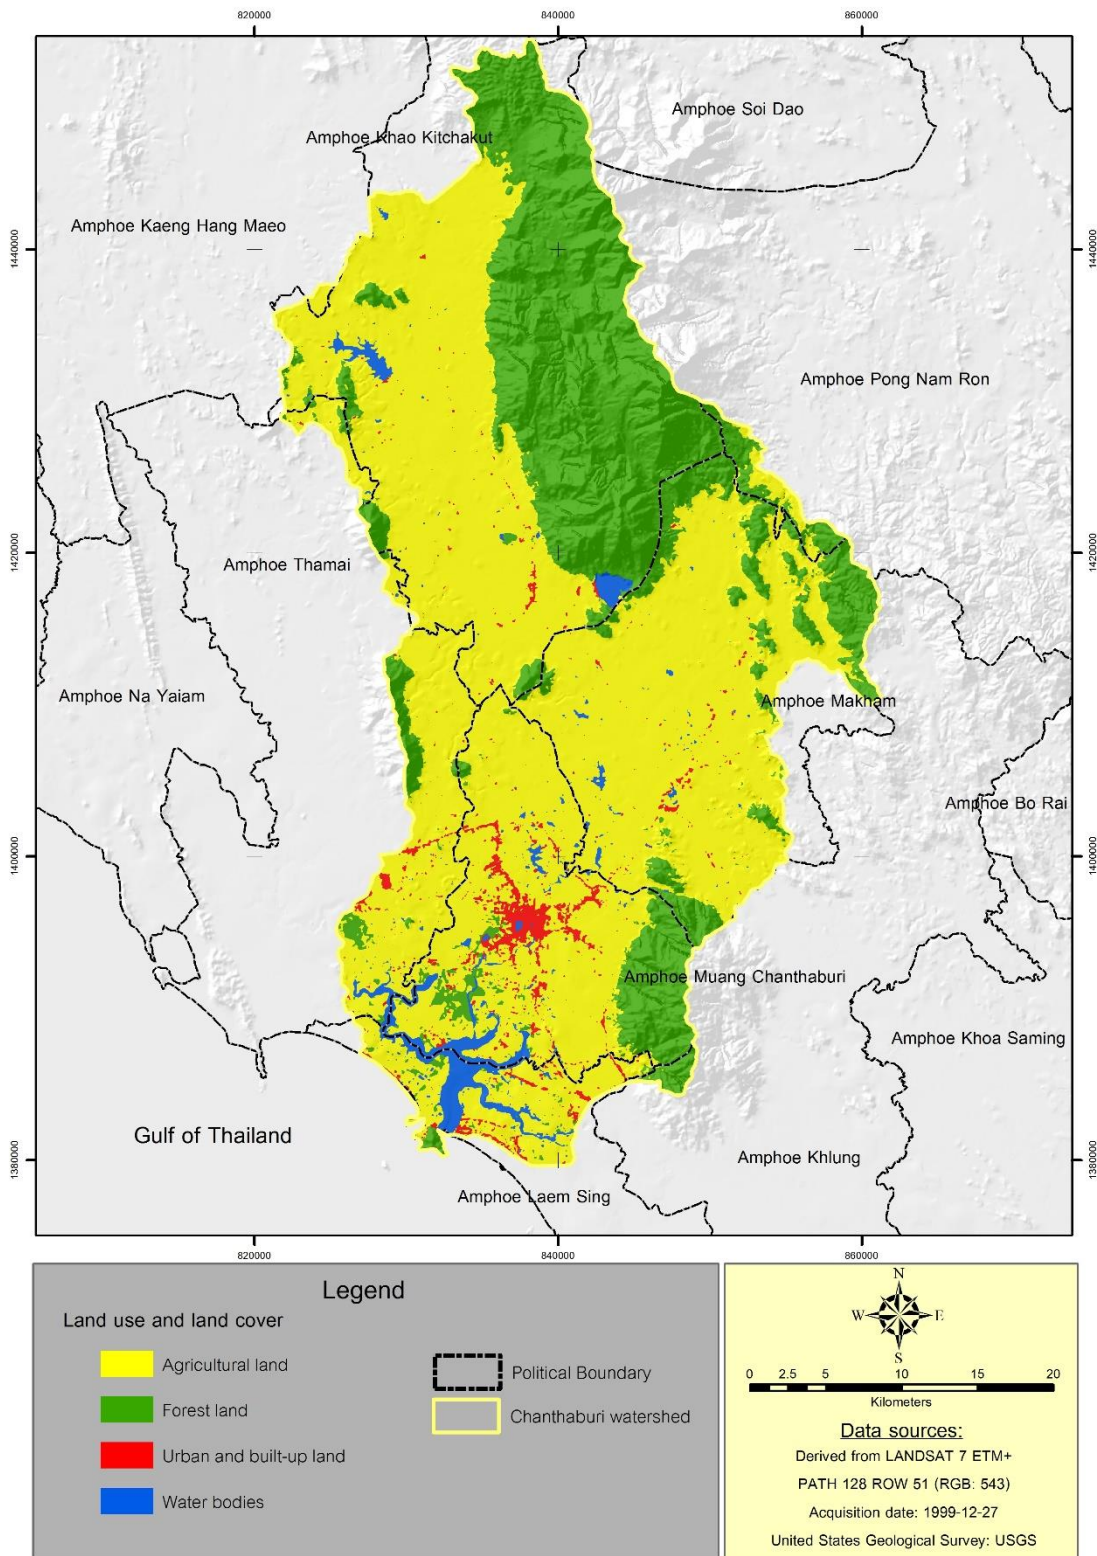 820000
840000
860000
Amphoe Soi Dao
Amphoe Khao Kitchakut
Amphoe Kaeng Hang Maeo
1440000
1440000
Amphoe Pong Nam Ron
1420000
1420000
Amphoe Thamai
Amphoe Na Yaiam
Amphoe Makham
Amphoe Bo Rai
1400000
1400000
Amphoe Muang Chanthaburi
Amphoe Khoa Saming
Gulf of Thailand
1380000
1380000
Amphoe Khlung
Amphoe Laem Sing
820000
840000
860000
Legend
Land use and land cover
Agricultural land
Forest land
Urban and built-up land
Water bodies
Political Boundary
Chanthaburi watershed
N
W
E
S
0 2.5 5 10 15 20
Kilometers
Data sources:
Derived from LANDSAT 7 ETM+
PATH 128 ROW 51 (RGB: 543)
Acquisition date: 1999-12-27
United States Geological Survey: USGS